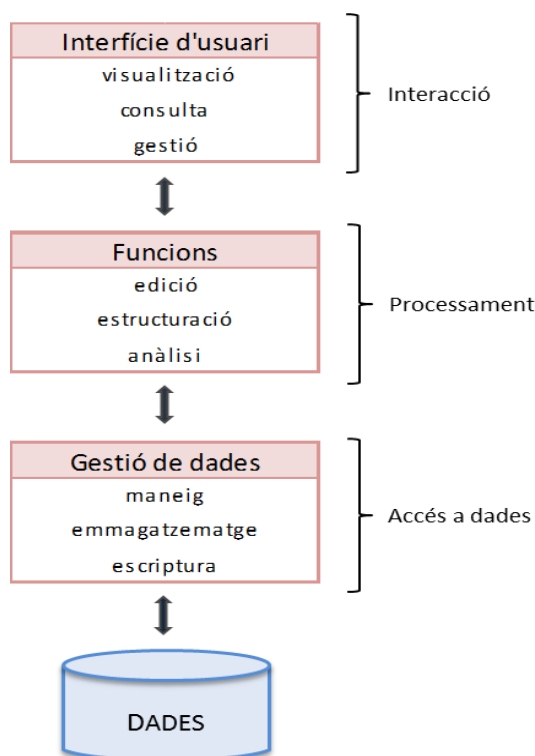 Interfície d'usuari
visualització
consulta
gestió
Interacció
Funcions
edició
estructuració
anàlisi
Processament
Gestió de dades
maneig
emmagatzematge
escriptura
Accés a dades
DADES